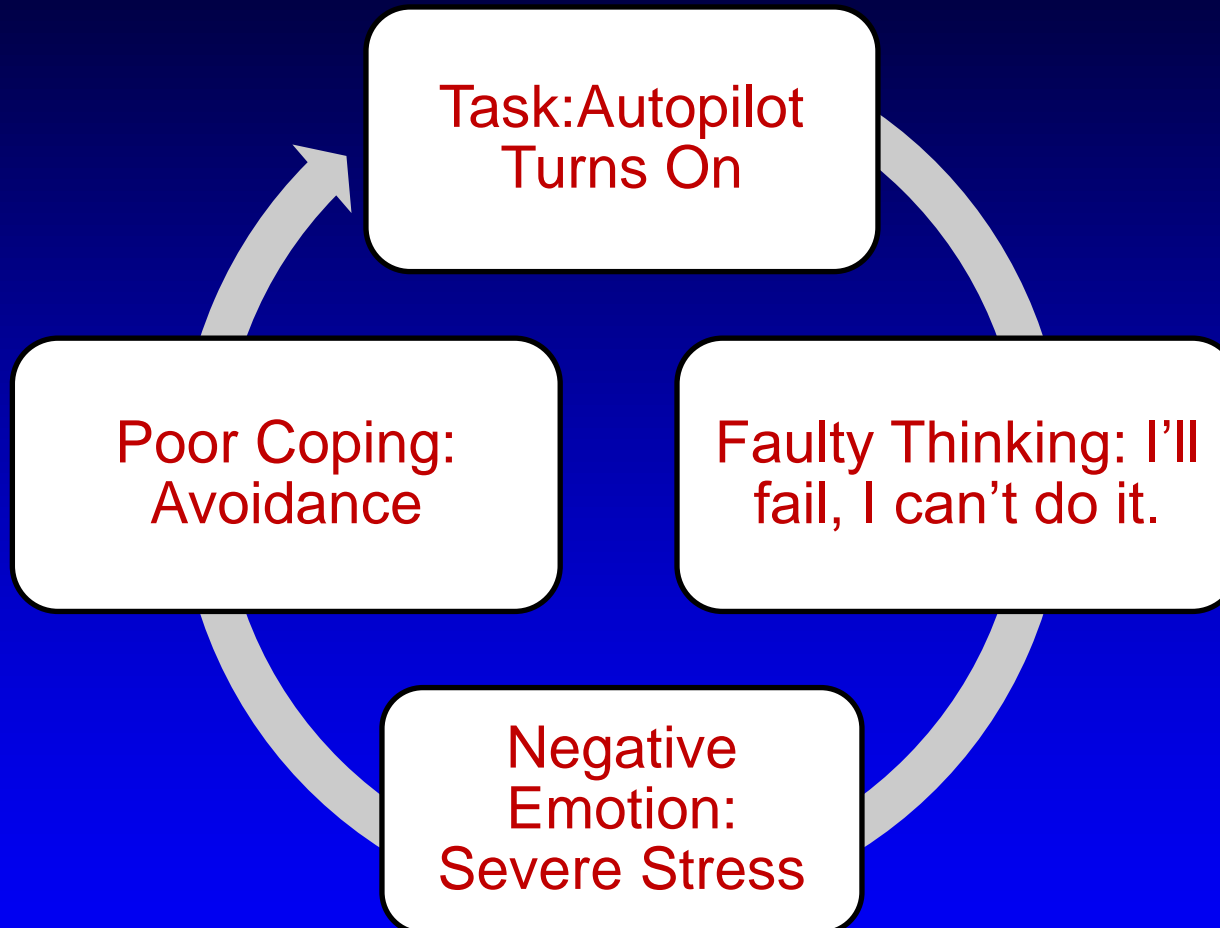 Task:Autopilot
Turns On
Faulty Thinking: I’ll
fail, I can’t do it.
Negative
Emotion:
Severe Stress
Poor Coping:
Avoidance